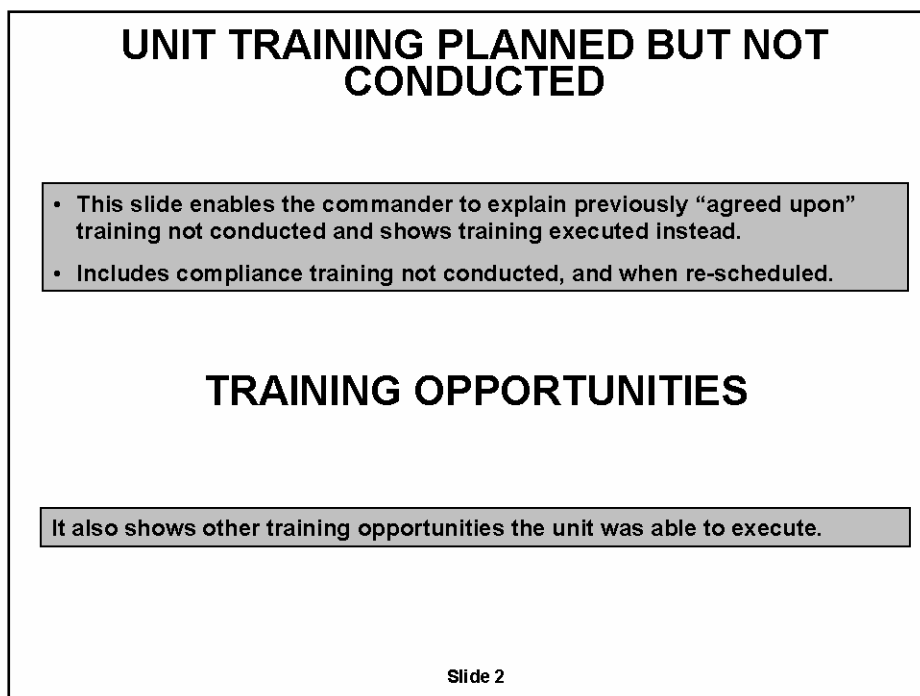 UNIT TRAINING PLANNED BUT NOT
CONDUCTED
• This slide enables the commander to explain previously “agreed upon”
training not conducted and shows training executed instead.
• Includes compliance training not conducted, and when re-scheduled.
TRAINING OPPORTUNITIES
It also shows other training opportunities the unit was able to execute.
Slide 2